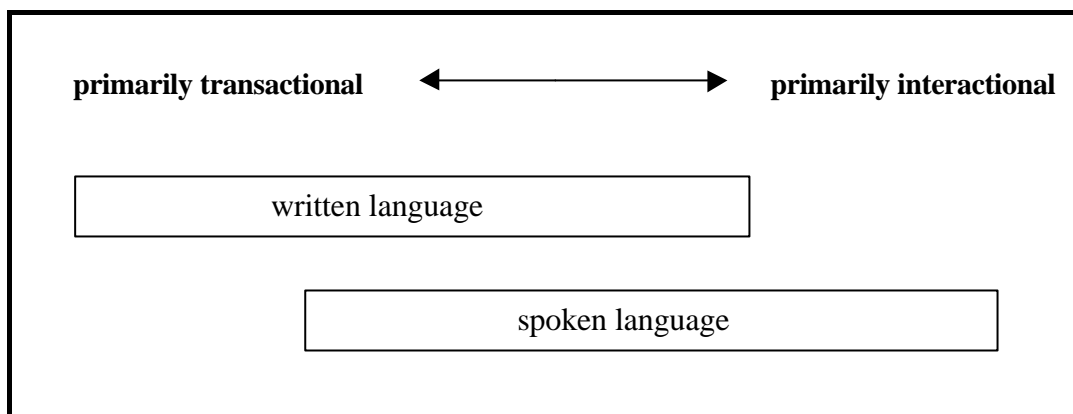 primarily transactional primarily interactional
written language
spoken language